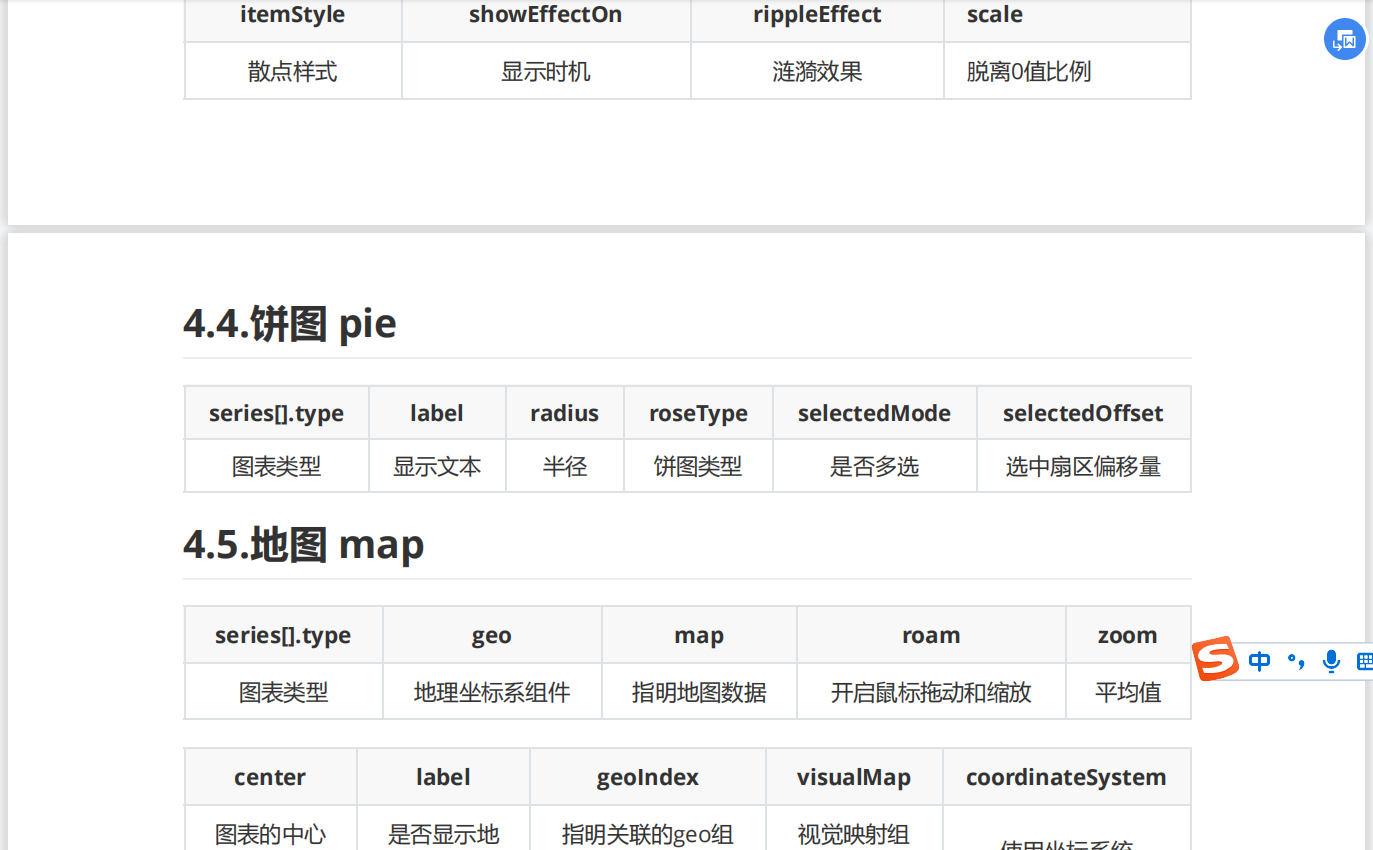 itemStyle showEffectOn rippleEffect scale
散点样式 显示时机 涟漪效果 脱离0值比例
4.4.饼图 pie
series[].type label radius roseType selectedMode selectedOffset
图表类型 显示文本 半径 饼图类型 是否多选 选中扇区偏移量
4.5.地图 map
series[].type geo map roam zoom
图表类型 地理坐标系组件 指明地图数据 开启鼠标拖动和缩放 平均值
中
center label geoIndex visualMap coordinateSystem
图表的中心 是否显示地 指明关联的geo组 视觉映射组 使用坐标系统